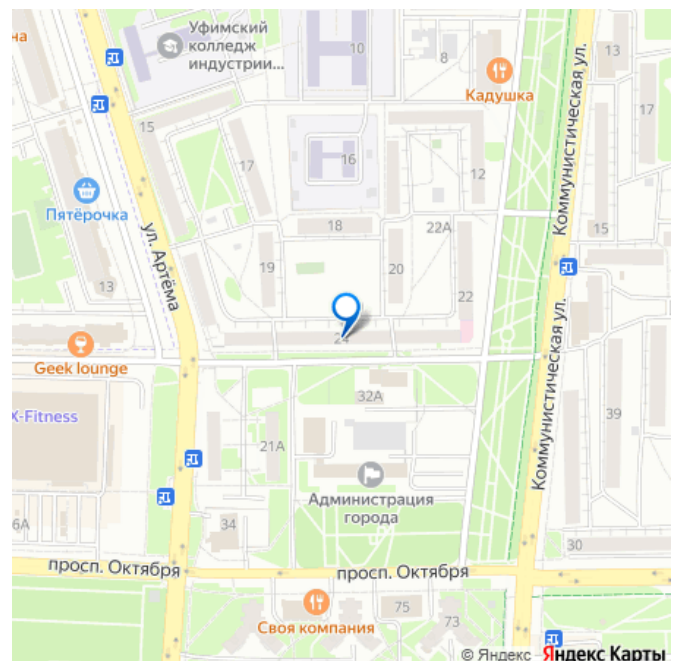 на
Уфимский
колледж
индустрии...
10
8
13
Кадушка
15
17
17
16
12
Коммунистическая ул.
Пятёрочка
ул. Артёма
18
22А
15
19
20
13
22
24
Geek lounge
Коммунистическая ул.
32А
X-Fitness
21А
39
Администрация
города
6А
34
30
просп. Октября
просп. Октября
75
73
Своя компания
© Яндекс Яндекс Карты